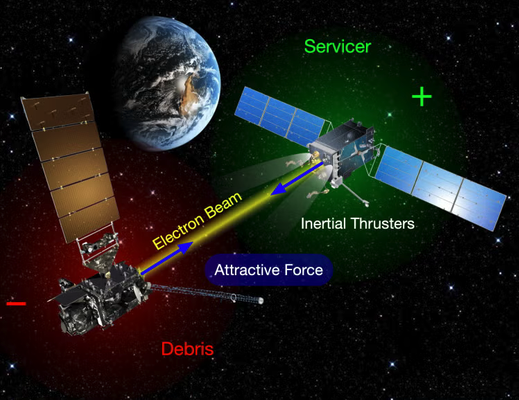 Servicer
+
Electron Beam
Inertial Thrusters
Attractive Force
−
Debris